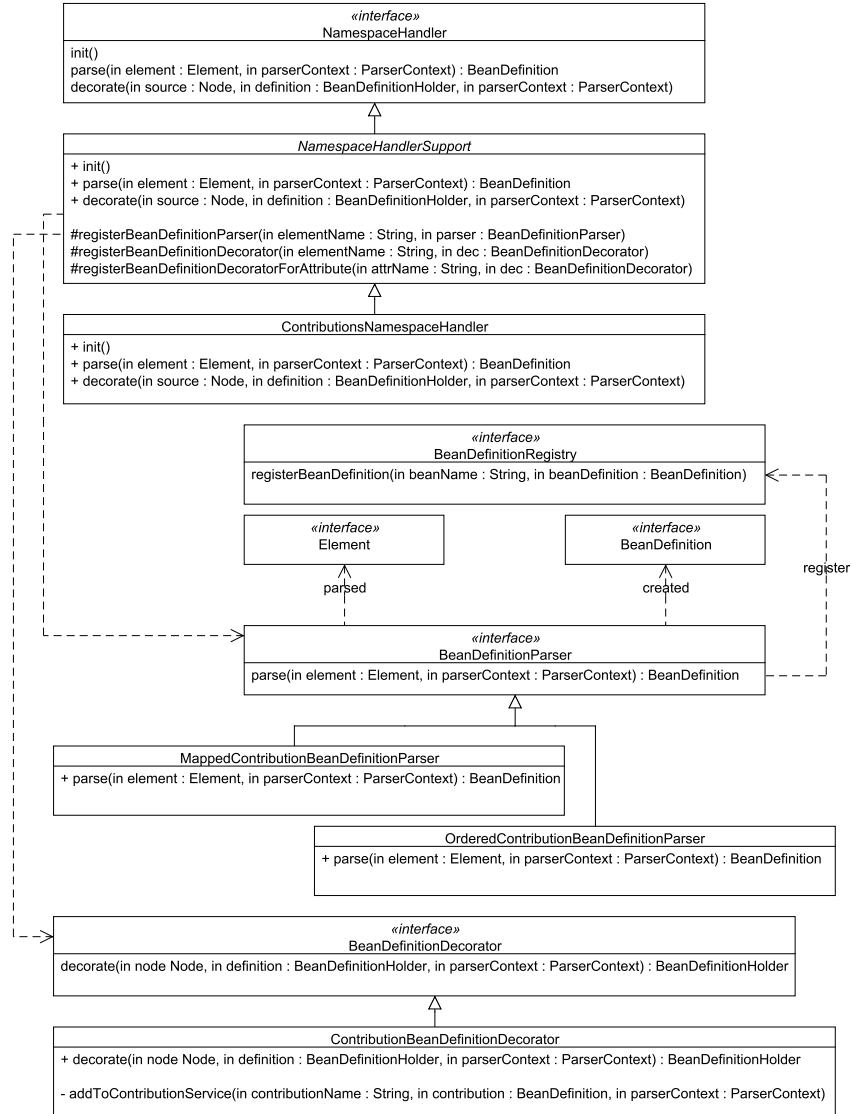 «interface»
NamespaceHandler
init()
parse(in element : Element, in parserContext : ParserContext) : BeanDefinition
decorate(in source : Node, in definition : BeanDefinitionHolder, in parserContext : ParserContext)
NamespaceHandlerSupport
+ init()
+ parse(in element : Element, in parserContext : ParserContext) : BeanDefinition
+ decorate(in source : Node, in definition : BeanDefinitionHolder, in parserContext : ParserContext)
#registerBeanDefinitionParser(in elementName : String, in parser : BeanDefinitionParser)
#registerBeanDefinitionDecorator(in elementName : String, in dec : BeanDefinitionDecorator)
#registerBeanDefinitionDecoratorForAttribute(in attrName : String, in dec : BeanDefinitionDecorator)
ContributionsNamespaceHandler
+ init()
+ parse(in element : Element, in parserContext : ParserContext) : BeanDefinition
+ decorate(in source : Node, in definition : BeanDefinitionHolder, in parserContext : ParserContext)
«interface»
BeanDefinitionRegistry
registerBeanDefinition(in beanName : String, in beanDefinition : BeanDefinition)
«interface»
Element
«interface»
BeanDefinition
register
parsed
created
«interface»
BeanDefinitionParser
parse(in element : Element, in parserContext : ParserContext) : BeanDefinition
MappedContributionBeanDefinitionParser
+ parse(in element : Element, in parserContext : ParserContext) : BeanDefinition
OrderedContributionBeanDefinitionParser
+ parse(in element : Element, in parserContext : ParserContext) : BeanDefinition
«interface»
BeanDefinitionDecorator
decorate(in node Node, in definition : BeanDefinitionHolder, in parserContext : ParserContext) : BeanDefinitionHolder
ContributionBeanDefinitionDecorator
+ decorate(in node Node, in definition : BeanDefinitionHolder, in parserContext : ParserContext) : BeanDefinitionHolder
- addToContributionService(in contributionName : String, in contribution : BeanDefinition, in parserContext : ParserContext)